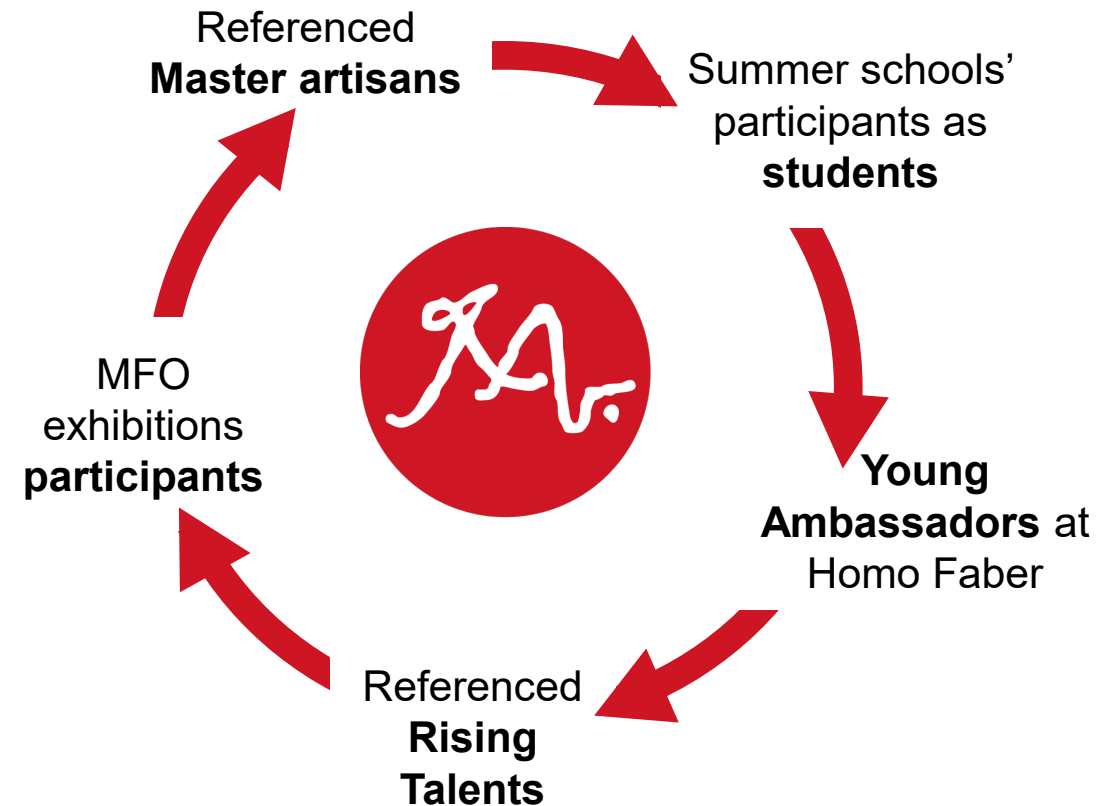 Referenced
Master artisans
Summer schools’
participants as
students
Young
Ambassadors at
Homo Faber
Referenced
Rising
Talents
MFO
exhibitions
participants